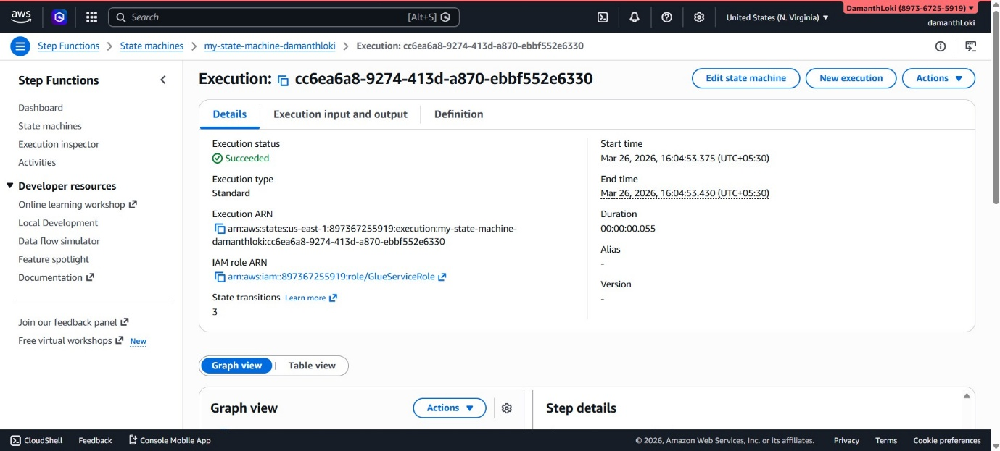 aws
Search
[Alt+S]
United States (N. Virginia)
DamanthLoki (8973-6725-5919)
damanthLoki
Step Functions
State machines
my-state-machine-damanthloki
Execution: cc6ea6a8-9274-413d-a870-ebbf552e6330
Step Functions
Dashboard
State machines
Execution inspector
Activities
Developer resources
Online learning workshop
Local Development
Data flow simulator
Feature spotlight
Documentation
Join our feedback panel
Free virtual workshops New
Execution: cc6ea6a8-9274-413d-a870-ebbf552e6330
Edit state machine
New execution
Actions
Details
Execution input and output
Definition
Execution status
Succeeded
Execution type
Standard
Execution ARN
arn:aws:states:us-east-1:897367255919:execution:my-state-machine-
damanthloki:cc6ea6a8-9274-413d-a870-ebbf552e6330
IAM role ARN
arn:aws:iam::897367255919:role/GlueServiceRole
State transitions Learn more
3
Start time
Mar 26, 2026, 16:04:53.375 (UTC+05:30)
End time
Mar 26, 2026, 16:04:53.430 (UTC+05:30)
Duration
00:00:00.055
Alias
-
Version
-
Graph view
Table view
Graph view
Actions
Step details
CloudShell
Feedback
Console Mobile App
© 2026, Amazon Web Services, Inc. or its affiliates.
Privacy
Terms
Cookie preferences